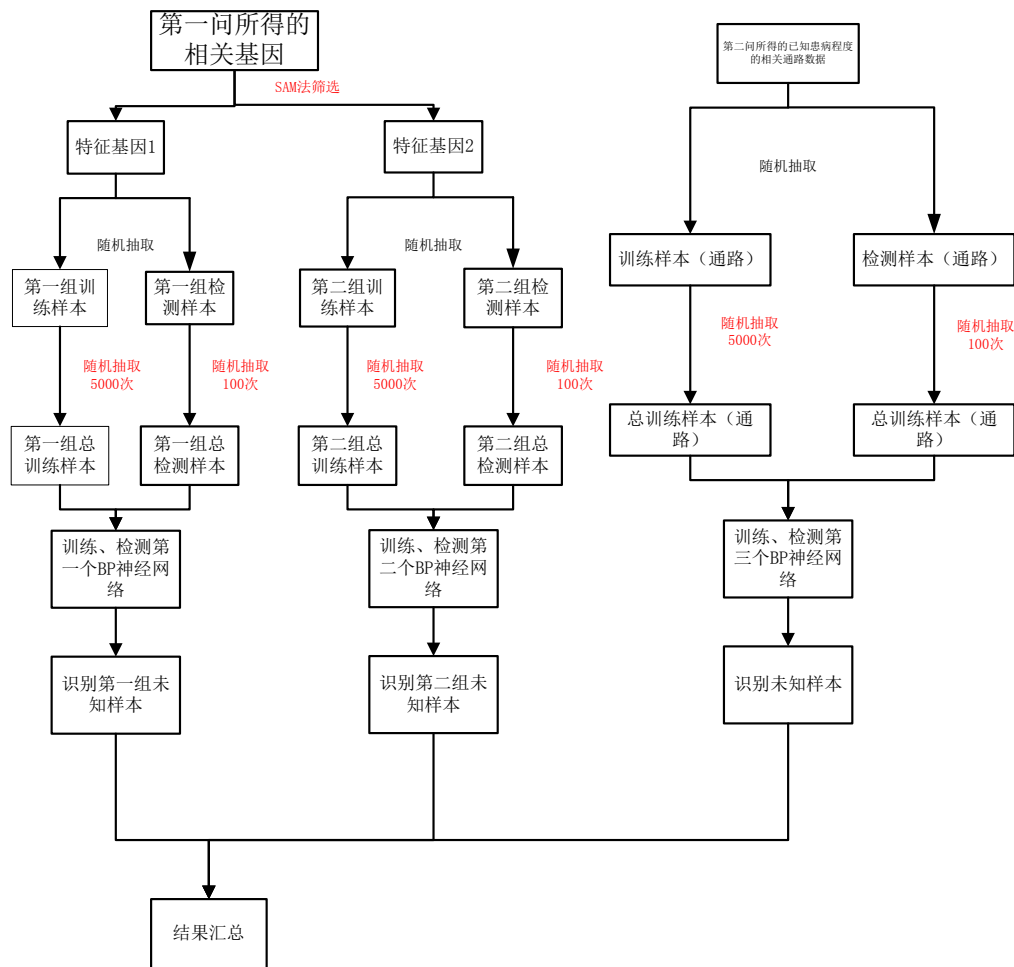 第一问所得的
相关基因
第二问所得的已知患病程度
的相关通路数据
SAM法筛选
特征基因1
特征基因2
随机抽取
随机抽取
随机抽取
第一组训
练样本
第一组检
测样本
第二组训
练样本
第二组检
测样本
训练样本（通路）
检测样本（通路）
随机抽取
5000次
随机抽取
100次
随机抽取
5000次
随机抽取
100次
随机抽取
5000次
随机抽取
100次
第一组总
训练样本
第一组总
检测样本
第二组总
训练样本
第二组总
检测样本
总训练样本（通
路）
总训练样本（通
路）
训练、检测第
一个BP神经网
络
训练、检测第
二个BP神经网
络
训练、检测第
三个BP神经网
络
识别第一组未
知样本
识别第二组未
知样本
识别未知样本
结果汇总